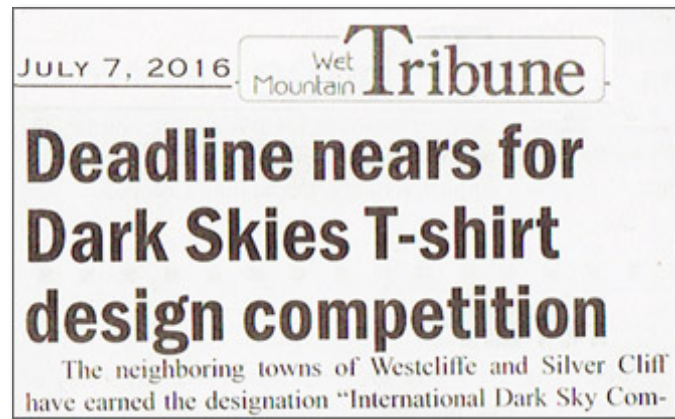 JULY 7, 2016
Wet
Mountain Tribune
Deadline nears for
Dark Skies T-shirt
design competition
The neighboring towns of Westcliffe and Silver Cliff
have earned the designation “International Dark Sky Com-